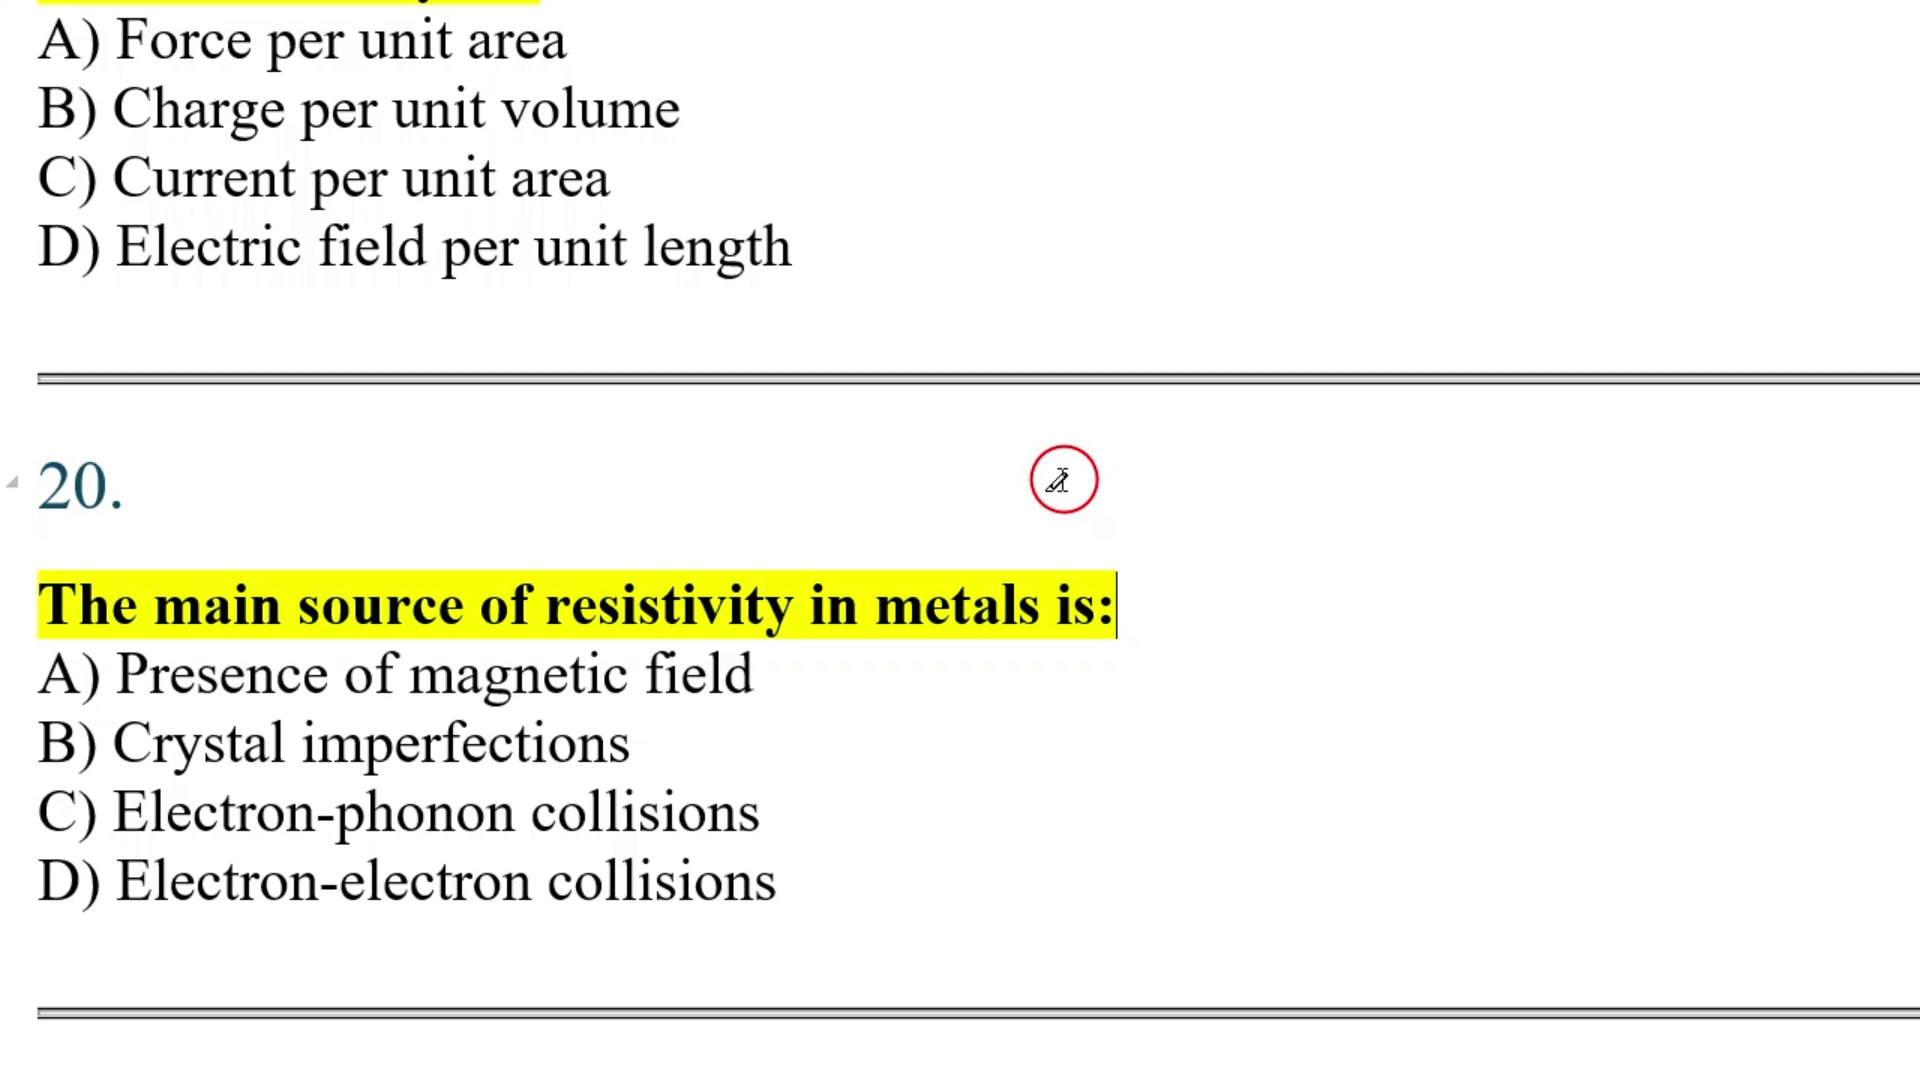 A) Force per unit area
B) Charge per unit volume
C) Current per unit area
D) Electric field per unit length
20.
The main source of resistivity in metals is:
A) Presence of magnetic field
B) Crystal imperfections
C) Electron-phonon collisions
D) Electron-electron collisions